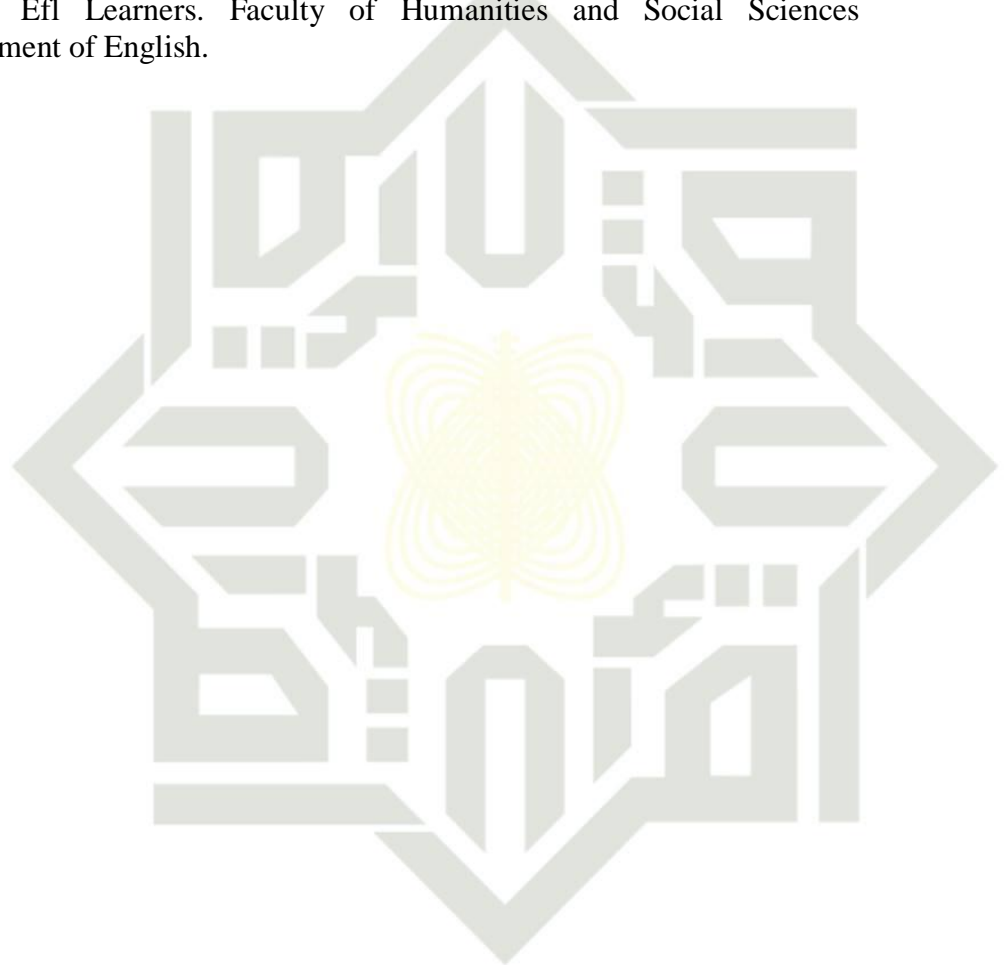 Efl Learners. Faculty of Humanities and Social Sciences
ment of English.